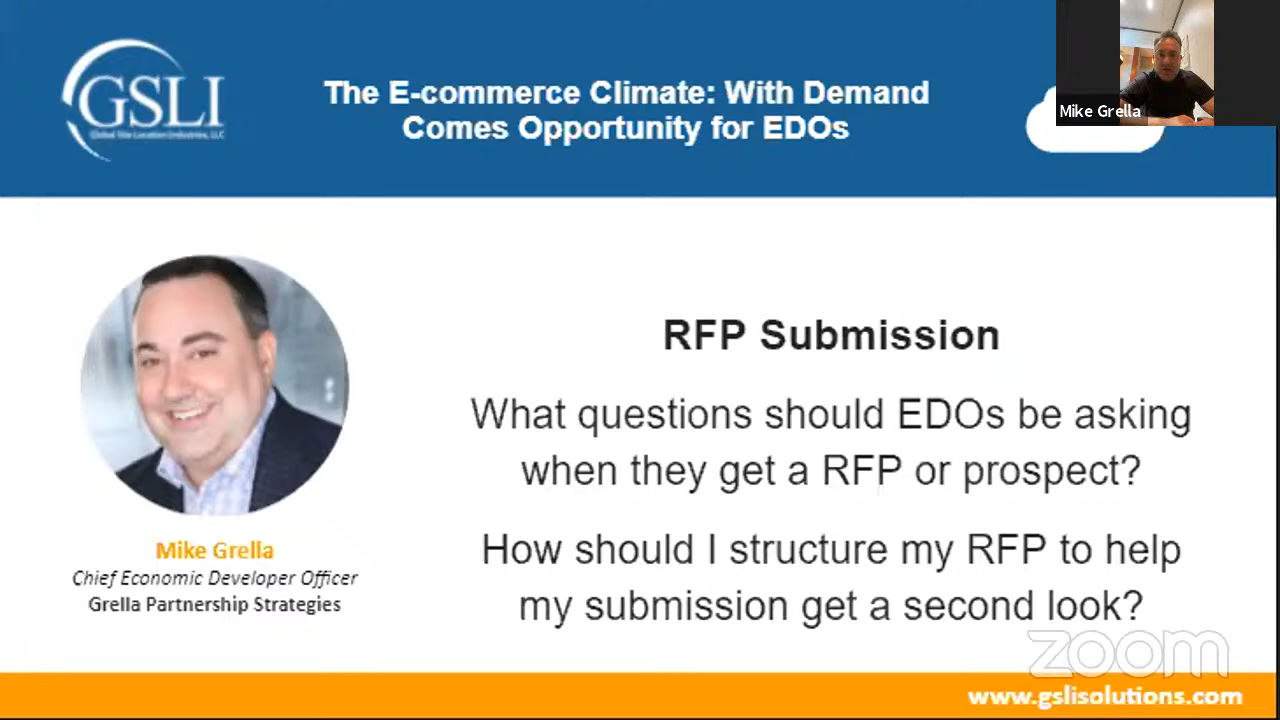 GSLI
Global Site Location Industries, LLC
The E-commerce Climate: With Demand
Comes Opportunity for EDOs
Mike Grella
RFP Submission
What questions should EDOs be asking
when they get a RFP or prospect?
How should I structure my RFP to help
my submission get a second look?
Mike Grella
Chief Economic Developer Officer
Grella Partnership Strategies
zoom
www.gslisolutions.com